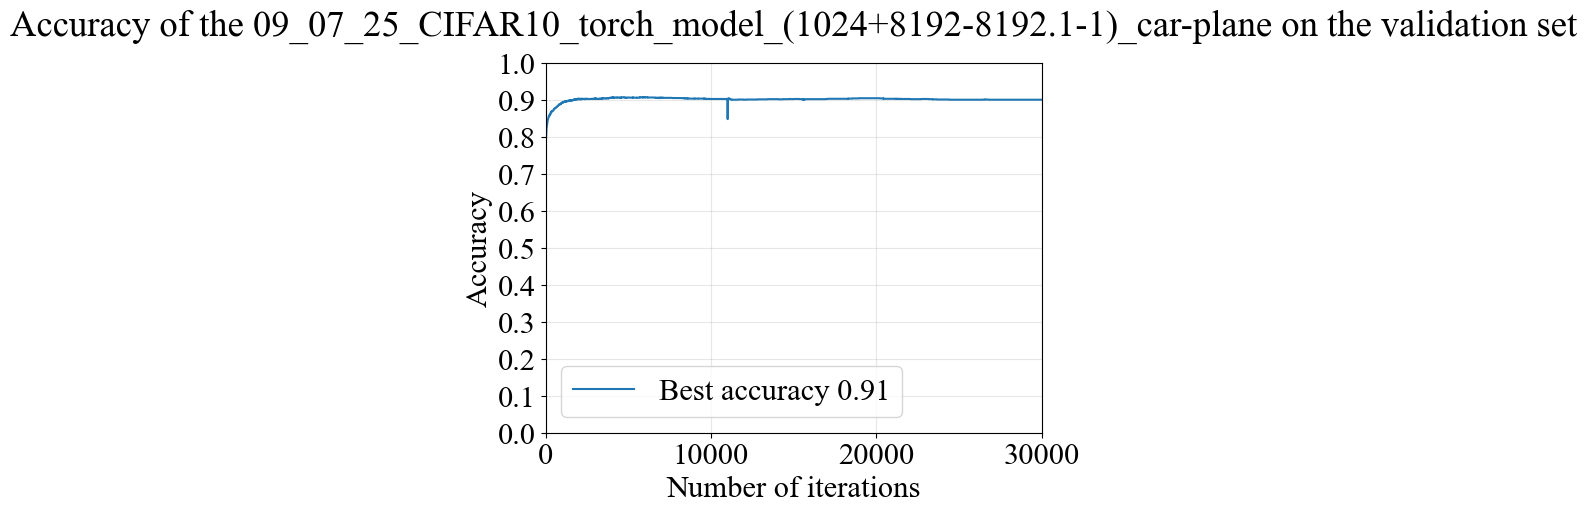 Accuracy of the 09_07_25_CIFAR10_torch_model_(1024+8192-8192.1-1)_car-plane on the validation set
1.0
0.9
0.8
0.7
0.6
0.5
0.4
0.3
0.2
0.1
0.0
Accuracy
Best accuracy 0.91
0 10000 20000 30000
Number of iterations